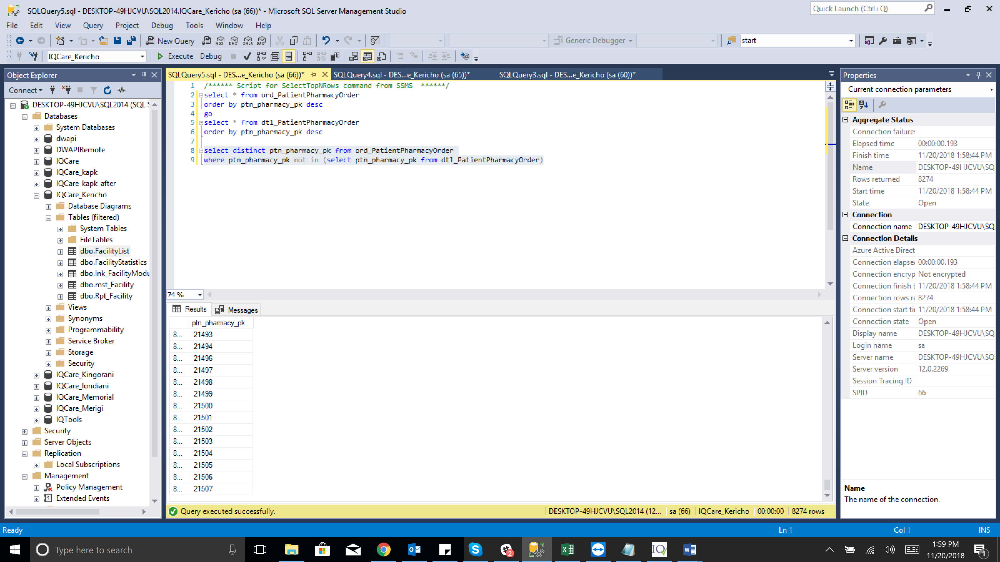 SQLQuery5.sql - DESKTOP-49HJCVU\SQL2014.IQCare_Kericho (sa (66))* - Microsoft SQL Server Management Studio
Quick Launch (Ctrl+Q)
File Edit View Query Project Debug Tools Window Help
New Query MDX DMX XMLA DAX Generic Debugger start
IQCare_Kericho Execute Debug
Object Explorer
Connect
DESKTOP-49HJCVU\SQL2014 (SQL S
Databases
System Databases
dwapi
DWAPIRemote
IQCare
IQCare_kapk
IQCare_kapk_after
IQCare_Kericho
Database Diagrams
Tables (filtered)
System Tables
FileTables
dbo.FacilityList
dbo.FacilityStatistics
dbo.lnk_FacilityModu
dbo.mst_Facility
dbo.Rpt_Facility
Views
Synonyms
Programmability
Service Broker
Storage
Security
IQCare_Kingorani
IQCare_londiani
IQCare_Memorial
IQCare_Merigi
IQTools
Security
Server Objects
Replication
Local Subscriptions
Management
Policy Management
Extended Events
SQLQuery5.sql - DES...e_Kericho (sa (66))* SQLQuery4.sql - DES...e_Kericho (sa (65))* SQLQuery3.sql - DES...e_Kericho (sa (60))*
1 /****** Script for SelectTopNRows command from SSMS ******/
2 select * from ord_PatientPharmacyOrder
3 order by ptn_pharmacy_pk desc
4 go
5 select * from dtl_PatientPharmacyOrder
6 order by ptn_pharmacy_pk desc
7
8 select distinct ptn_pharmacy_pk from ord_PatientPharmacyOrder
9 where ptn_pharmacy_pk not in (select ptn_pharmacy_pk from dtl_PatientPharmacyOrder)
74 %
Results Messages
ptn_pharmacy_pk
8... 21493
8... 21494
8... 21496
8... 21497
8... 21498
8... 21499
8... 21500
8... 21501
8... 21502
8... 21503
8... 21504
8... 21505
8... 21506
8... 21507
Query executed successfully. DESKTOP-49HJCVU\SQL2014 (12... sa (66) IQCare_Kericho 00:00:00 8274 rows
Properties
Current connection parameters
Aggregate Status
Connection failures
Elapsed time 00:00:00.193
Finish time 11/20/2018 1:58:44 PM
Name DESKTOP-49HJCVU\SQ
Rows returned 8274
Start time 11/20/2018 1:58:44 PM
State Open
Connection
Connection name DESKTOP-49HJCVU\SQ
Connection Details
Azure Active Direct
Connection elapse 00:00:00.193
Connection encryp Not encrypted
Connection finish t 11/20/2018 1:58:44 PM
Connection rows re 8274
Connection start ti 11/20/2018 1:58:44 PM
Connection state Open
Display name DESKTOP-49HJCVU\SQ
Login name sa
Server name DESKTOP-49HJCVU\SQ
Server version 12.0.2269
Session Tracing ID
SPID 66
Name
The name of the connection.
Ready Ln 1 Col 1 INS
Type here to search
2
IQ
1:59 PM
11/20/2018
1